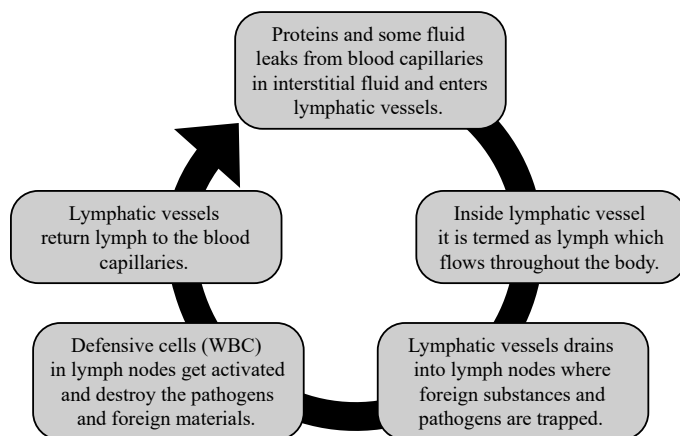 Proteins and some fluid
leaks from blood capillaries
in interstitial fluid and enters
lymphatic vessels.
Inside lymphatic vessel
it is termed as lymph which
flows throughout the body.
Lymphatic vessels drains
into lymph nodes where
foreign substances and
pathogens are trapped.
Defensive cells (WBC)
in lymph nodes get activated
and destroy the pathogens
and foreign materials.
Lymphatic vessels
return lymph to the blood
capillaries.